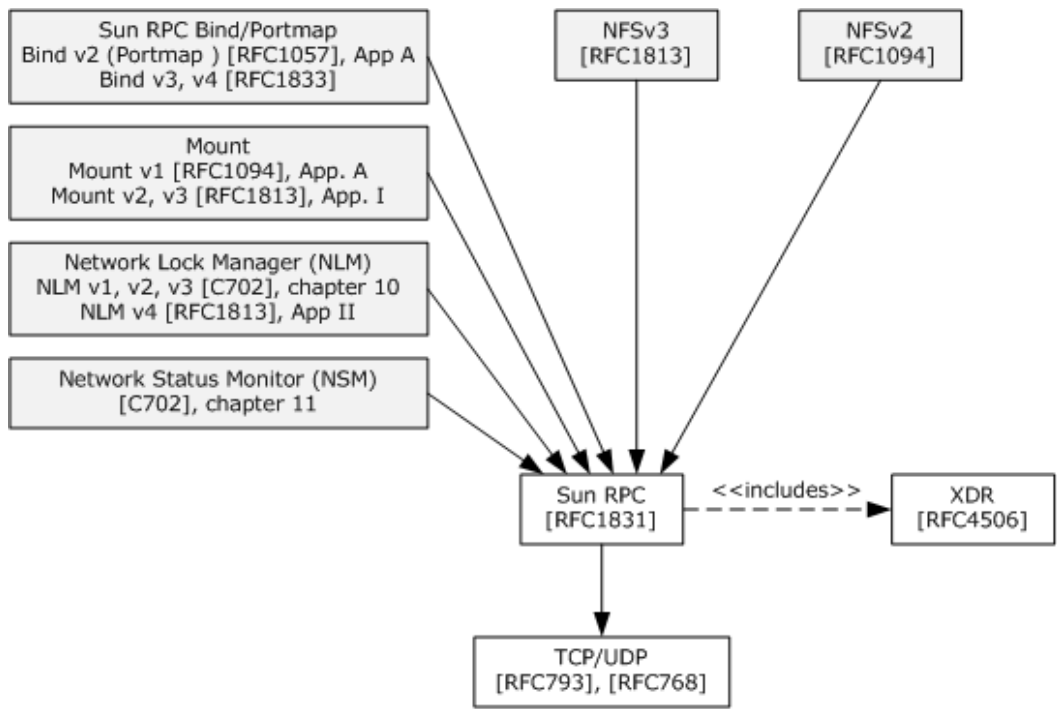 Sun RPC Bind/Portmap
Bind v2 (Portmap ) [RFC1057], App A
Bind v3, v4 [RFC1833]
NFSv3
[RFC1813]
NFSv2
[RFC1094]
Mount
Mount v1 [RFC1094], App. A
Mount v2, v3 [RFC1813], App. I
Network Lock Manager (NLM)
NLM v1, v2, v3 [C702], chapter 10
NLM v4 [RFC1813], App II
Network Status Monitor (NSM)
[C702], chapter 11
Sun RPC
[RFC1831]
<<includes>>
XDR
[RFC4506]
TCP/UDP
[RFC793], [RFC768]